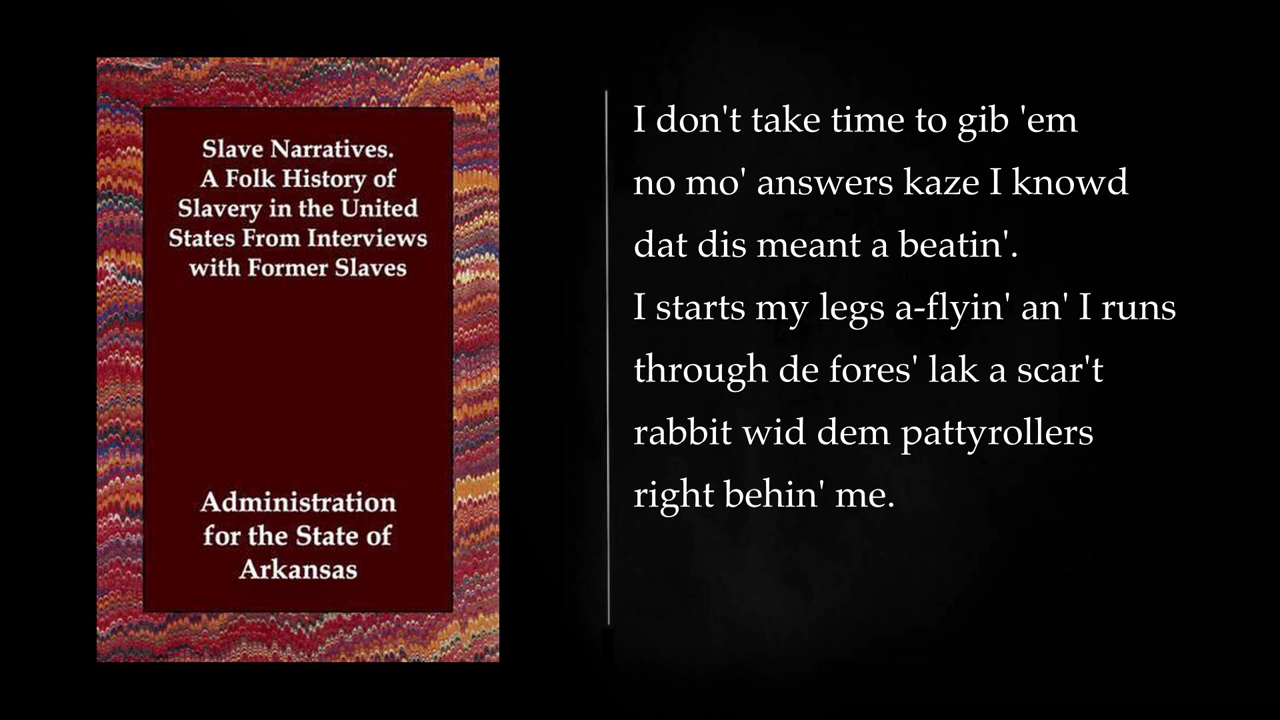 Slave Narratives.
A Folk History of
Slavery in the United
States From Interviews
with Former Slaves
Administration
for the State of
Arkansas
I don't take time to gib 'em
no mo' answers kaze I knowd
dat dis meant a beatin'.
I starts my legs a-flyin' an' I runs
through de fores' lak a scar't
rabbit wid dem pattyrollers
right behin' me.